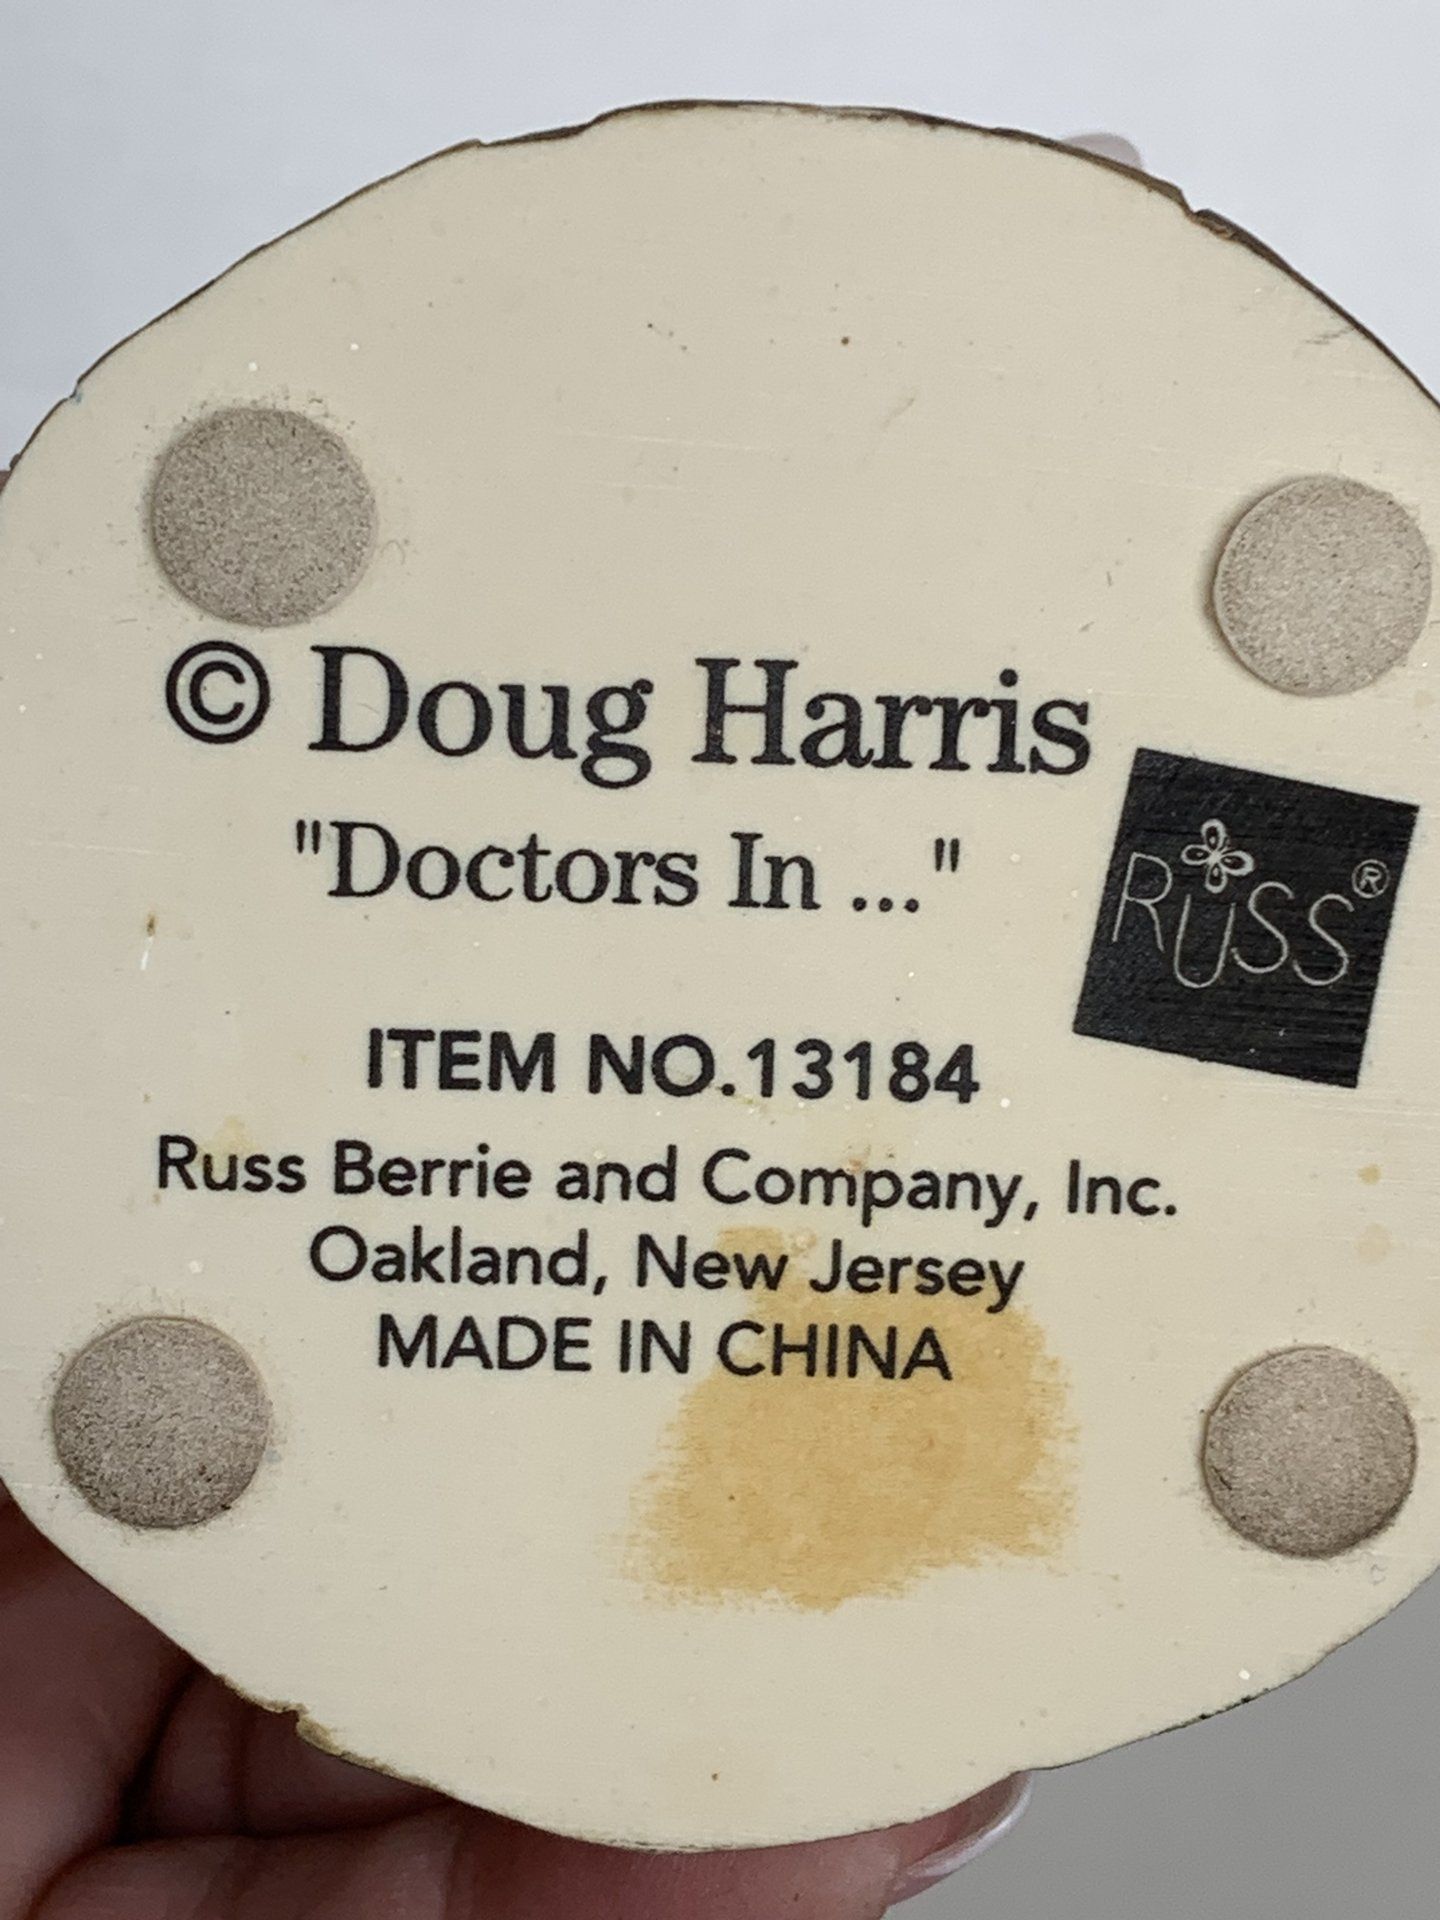 © Doug Harris
"Doctors In ..."
RUSS®
ITEM NO.13184
Russ Berrie and Company, Inc.
Oakland, New Jersey
MADE IN CHINA